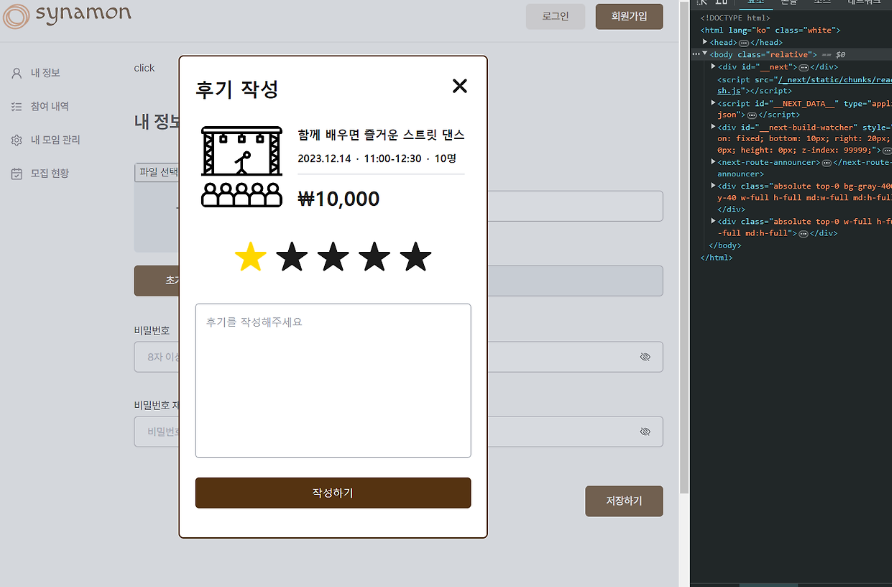 synamon
로그인
회원가입
내 정보
참여 내역
내 모임 관리
모집 현황
click
내 정보
파일 선택
초기
비밀번호
8자 이상
비밀번호 재
비밀번호
저장하기
후기 작성
함께 배우면 즐거운 스트릿 댄스
2023.12.14 · 11:00-12:30 · 10명
₩10,000
후기를 작성해주세요
작성하기
<!DOCTYPE html>
<html lang="ko" class="white">
<head> … </head>
<body class="relative"> == $0
<div id="__next"> … </div>
<script src="/_next/static/chunks/rea
sh.js"></script>
<script id="__NEXT_DATA__" type="appli
json"> … </script>
<div id="__next-build-watcher" style="
on: fixed; bottom: 10px; right: 20px;
0px; height: 0px; z-index: 99999;"> …
<next-route-announcer> … </next-route-
announcer>
<div class="absolute top-0 bg-gray-40
y-40 w-full h-full md:w-full md:h-ful
</div>
<div class="absolute top-0 w-full h-f
-full md:h-full"> … </div>
</body>
</html>